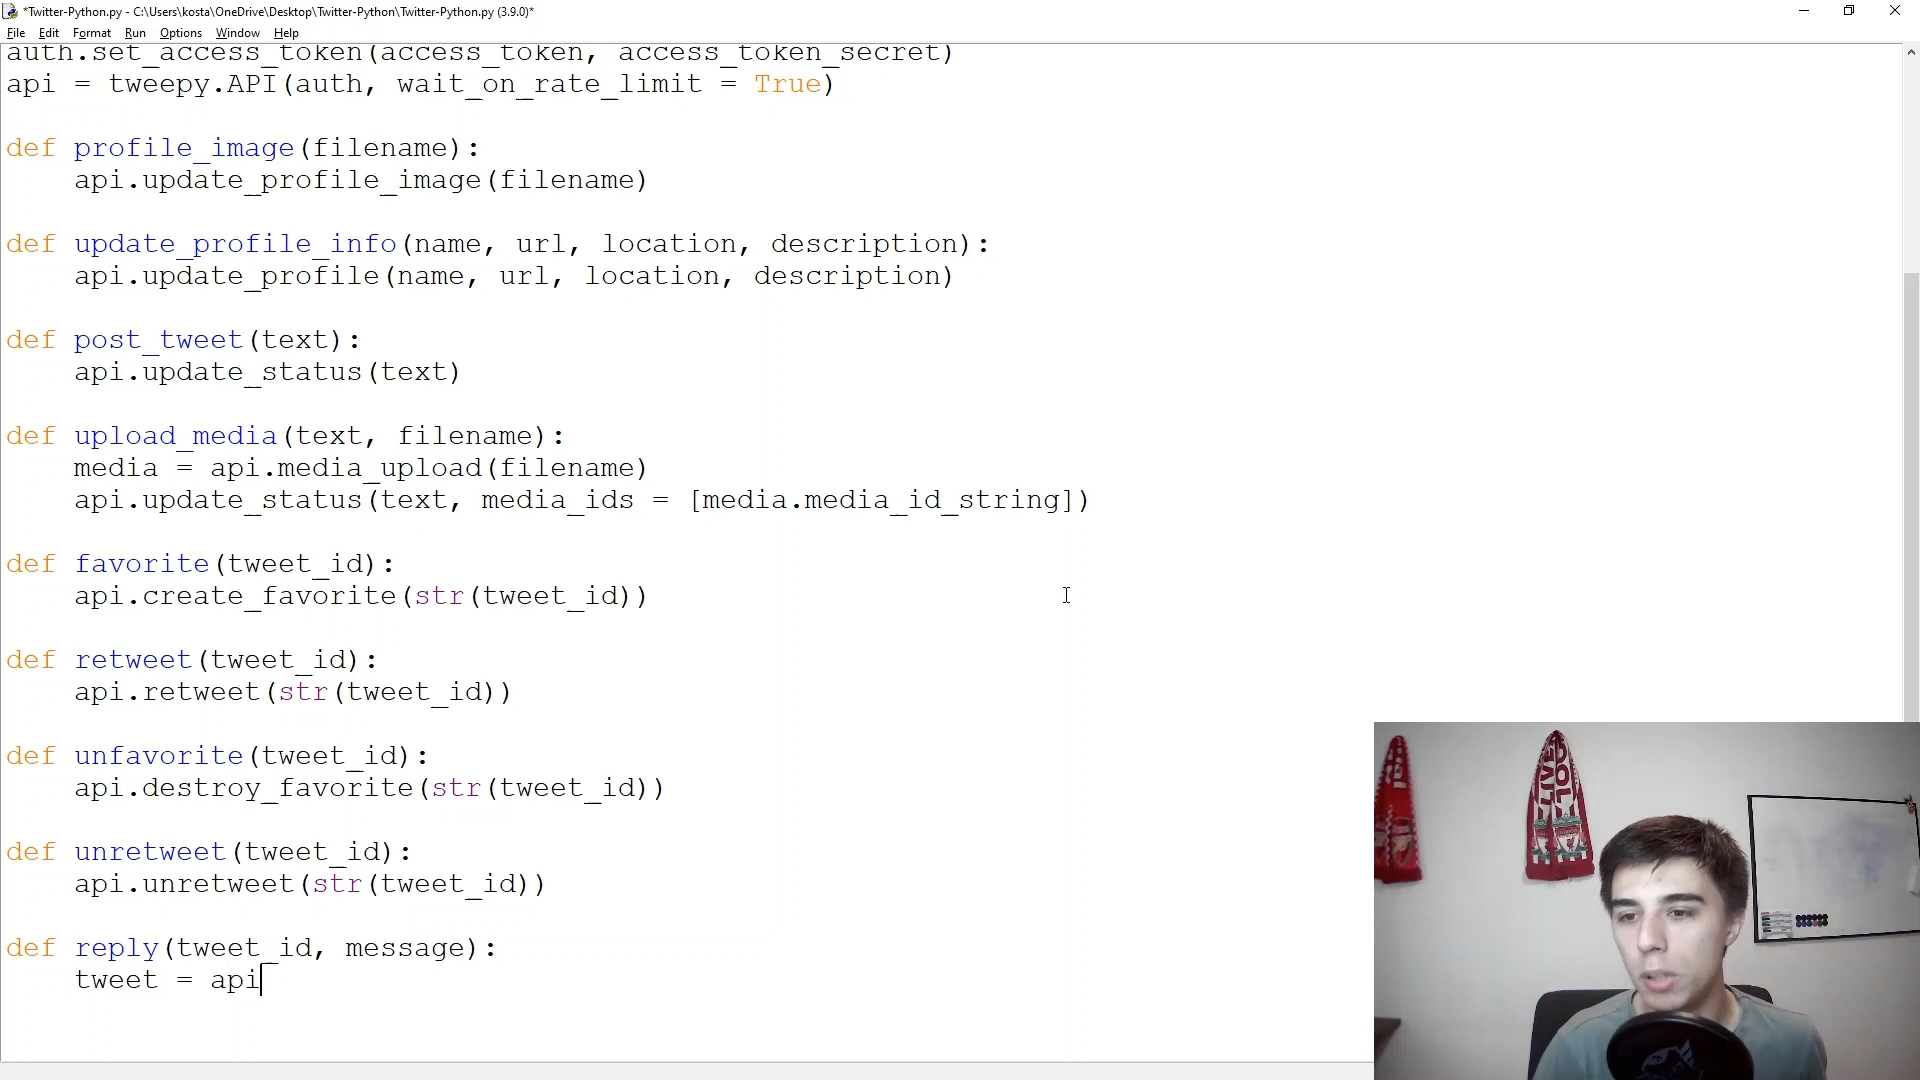 *Twitter-Python.py - C:\Users\kosta\OneDrive\Desktop\Twitter-Python\Twitter-Python.py (3.9.0)*
File Edit Format Run Options Window Help
auth.set_access_token(access_token, access_token_secret)
api = tweepy.API(auth, wait_on_rate_limit = True)
def profile_image(filename):
    api.update_profile_image(filename)
def update_profile_info(name, url, location, description):
    api.update_profile(name, url, location, description)
def post_tweet(text):
    api.update_status(text)
def upload_media(text, filename):
    media = api.media_upload(filename)
    api.update_status(text, media_ids = [media.media_id_string])
def favorite(tweet_id):
    api.create_favorite(str(tweet_id))
def retweet(tweet_id):
    api.retweet(str(tweet_id))
def unfavorite(tweet_id):
    api.destroy_favorite(str(tweet_id))
def unretweet(tweet_id):
    api.unretweet(str(tweet_id))
def reply(tweet_id, message):
    tweet = api